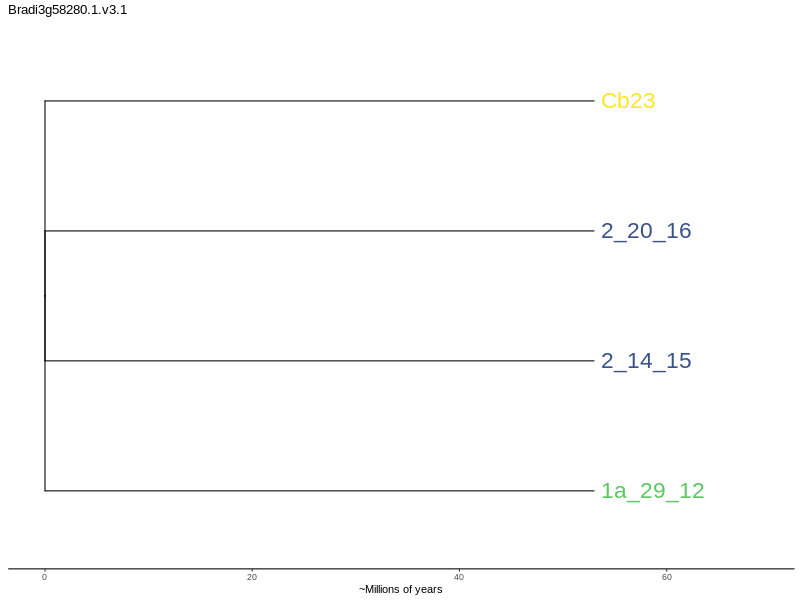 Bradi3g58280.1.v3.1
Cb23
2_20_16
2_14_15
1a_29_12
0 20 40 60
~Millions of years